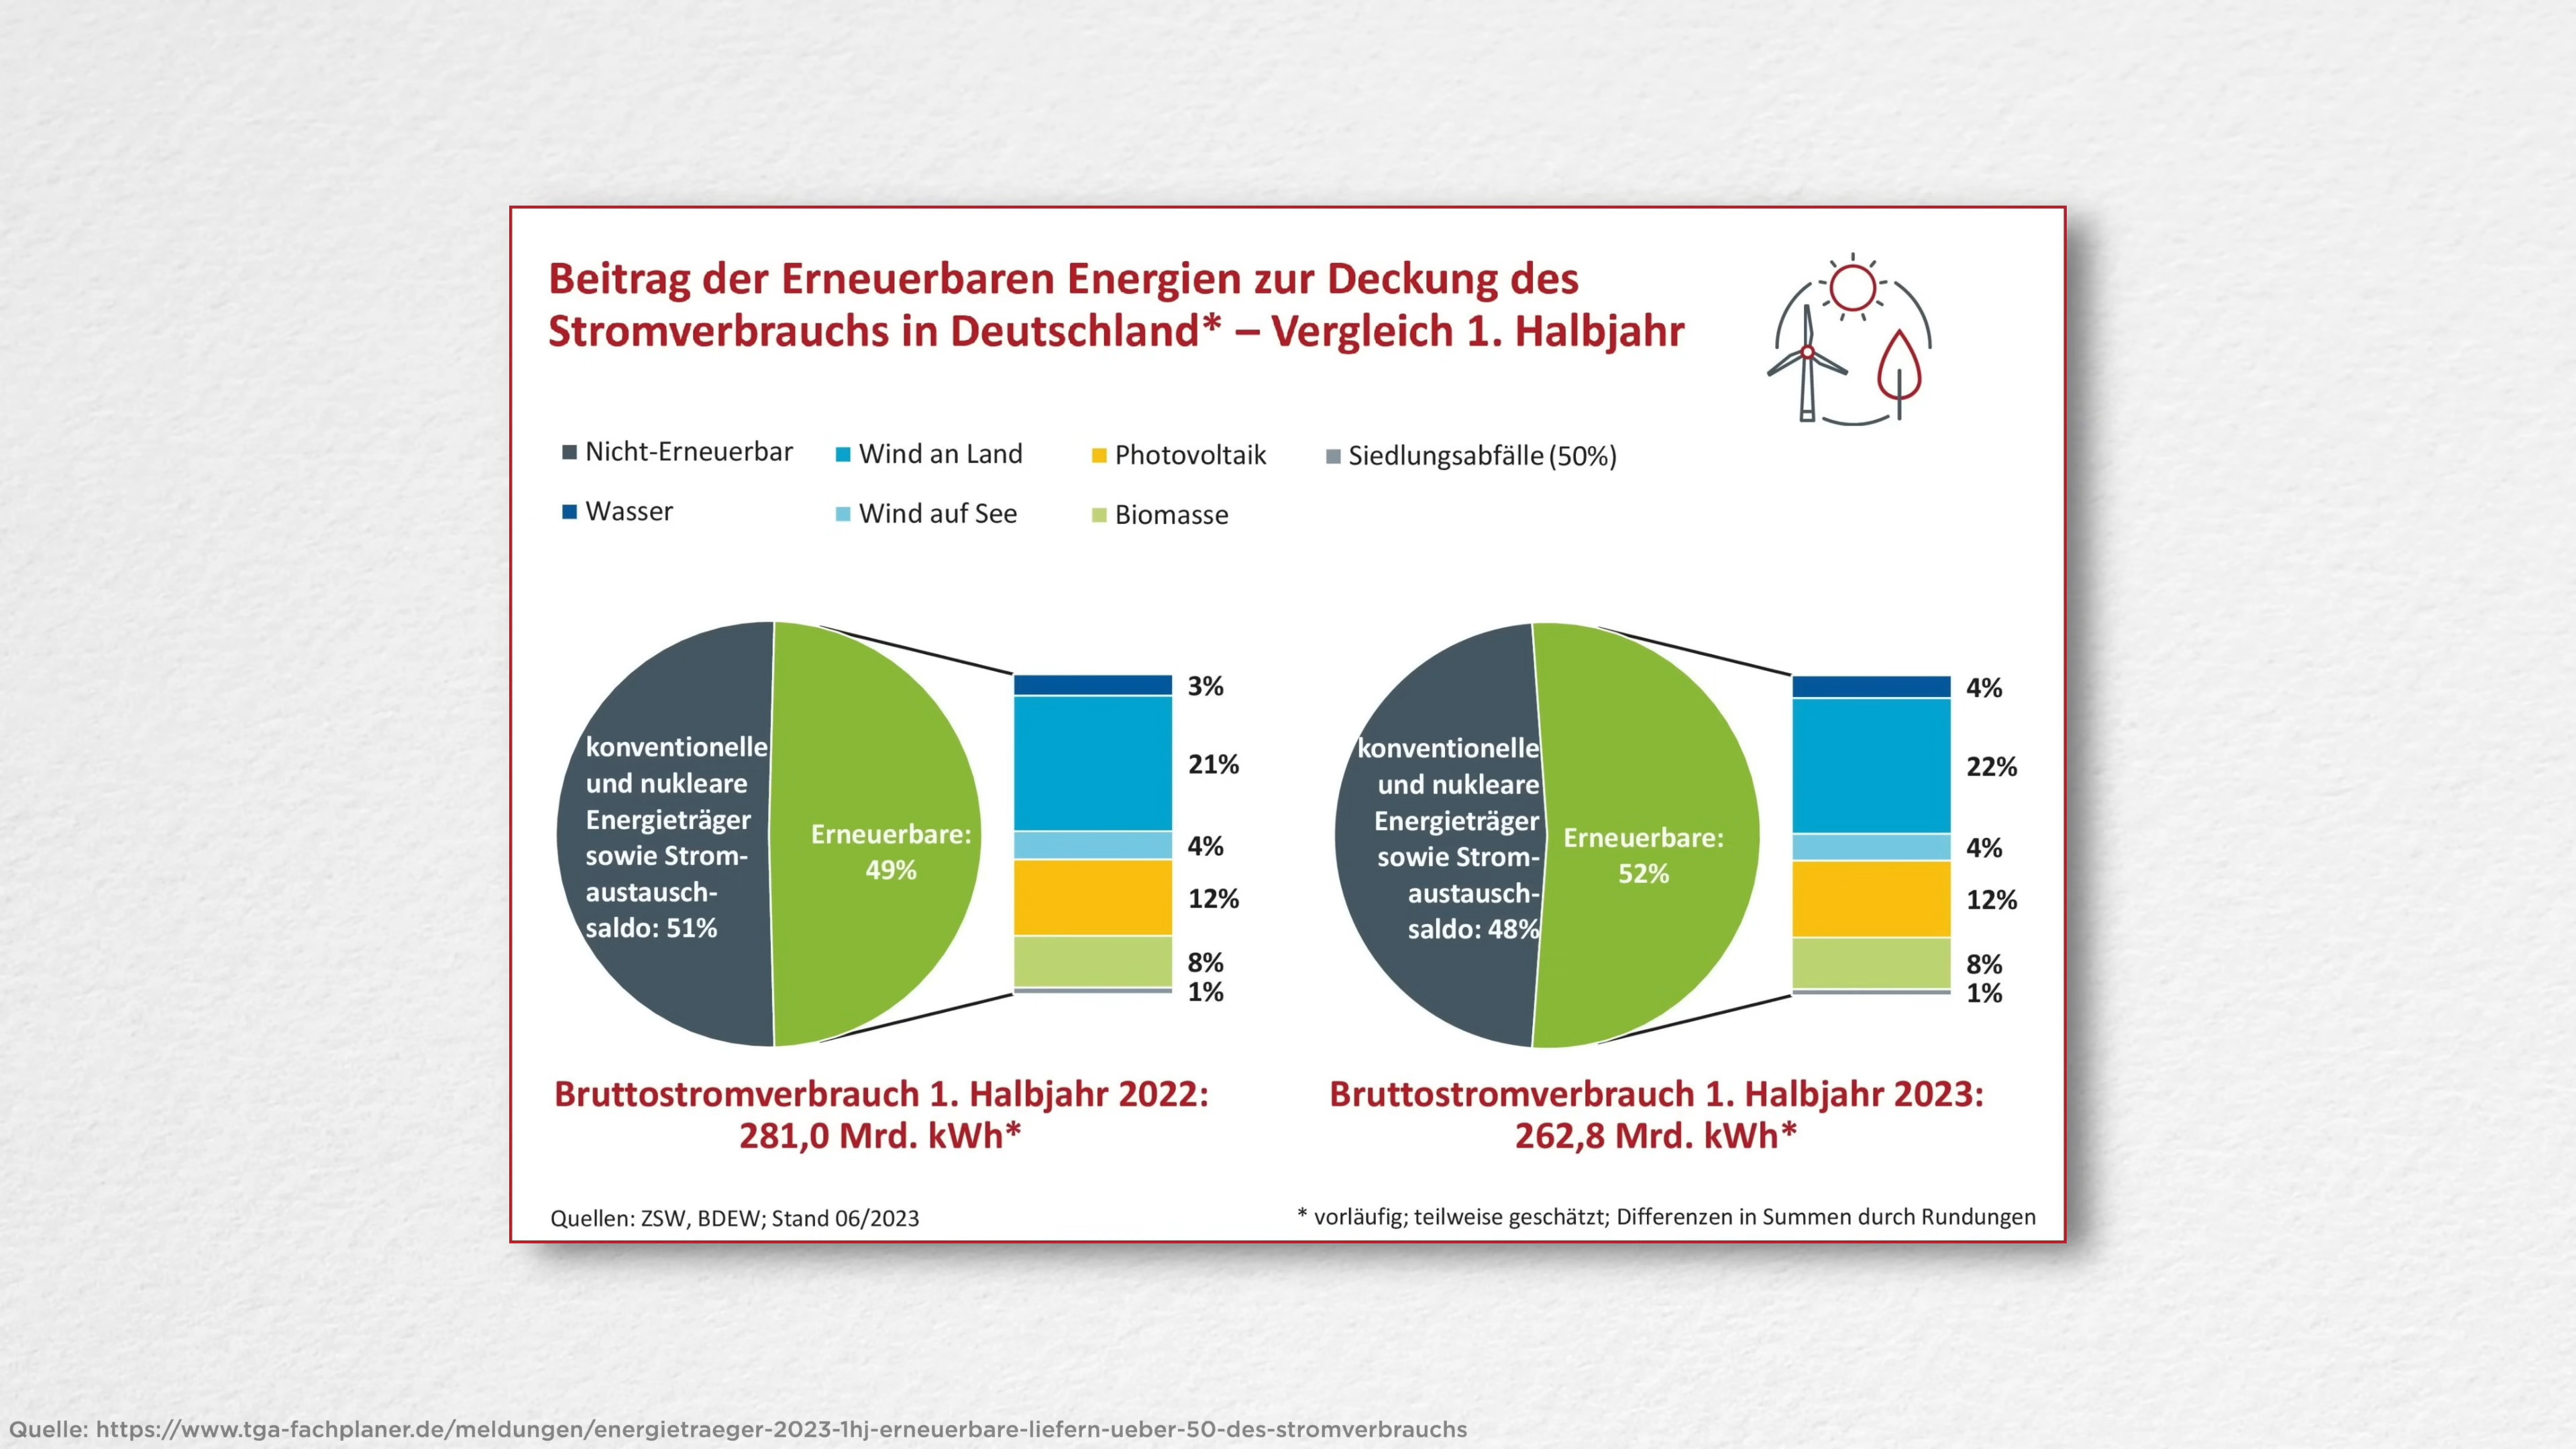 Beitrag der Erneuerbaren Energien zur Deckung des
Stromverbrauchs in Deutschland* – Vergleich 1. Halbjahr
Nicht-Erneuerbar
Wind an Land
Photovoltaik
Siedlungsabfälle (50%)
Wasser
Wind auf See
Biomasse
konventionelle
und nukleare
Energieträger
sowie Strom-
austausch-
saldo: 51%
Erneuerbare:
49%
3%
21%
4%
12%
8%
1%
Bruttostromverbrauch 1. Halbjahr 2022:
281,0 Mrd. kWh*
konventionelle
und nukleare
Energieträger
sowie Strom-
austausch-
saldo: 48%
Erneuerbare:
52%
4%
22%
4%
12%
8%
1%
Bruttostromverbrauch 1. Halbjahr 2023:
262,8 Mrd. kWh*
Quellen: ZSW, BDEW; Stand 06/2023
* vorläufig; teilweise geschätzt; Differenzen in Summen durch Rundungen
Quelle: https://www.tga-fachplaner.de/meldungen/energietraeger-2023-1hj-erneuerbare-liefern-ueber-50-des-stromverbrauchs